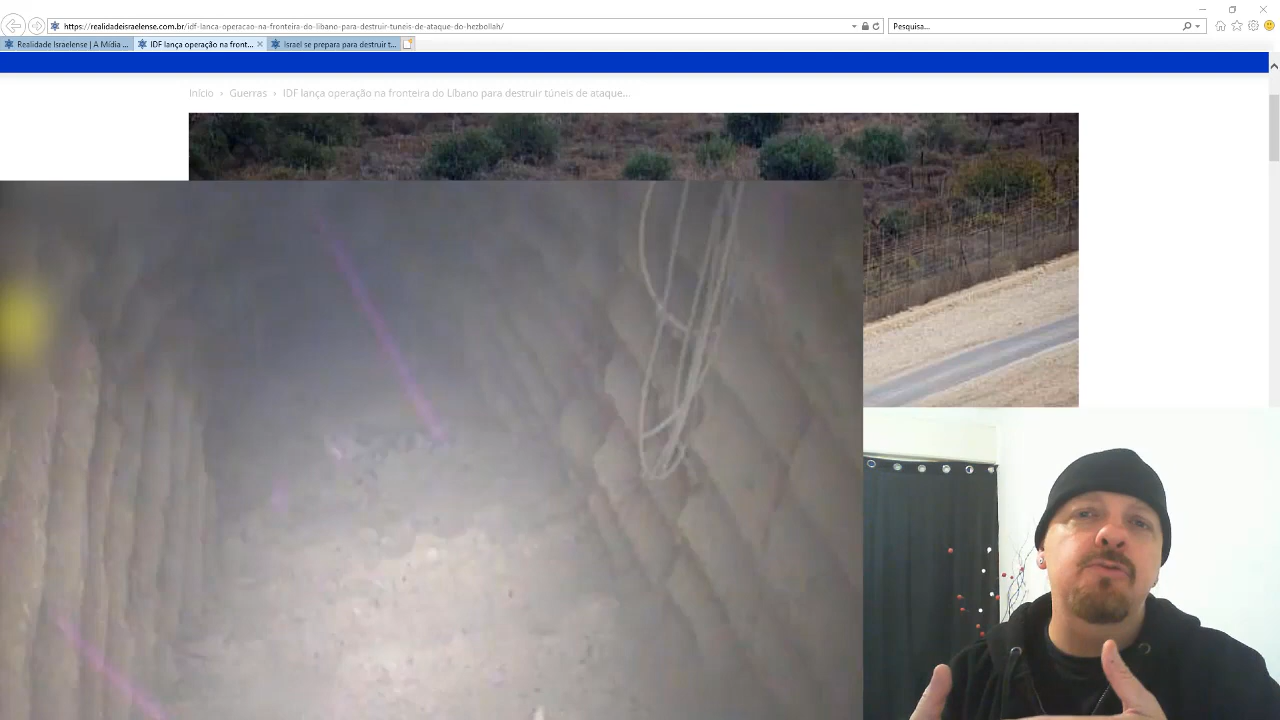 https://realidadeisraelense.com.br/idf-lanca-operacao-na-fronteira-do-libano-para-destruir-tuneis-de-ataque-do-hezbollah/
Pesquisa...
Realidade Israelense | A Mídia ...
IDF lança operação na front...
Israel se prepara para destruir t...
Início › Guerras › IDF lança operação na fronteira do Líbano para destruir túneis de ataque...